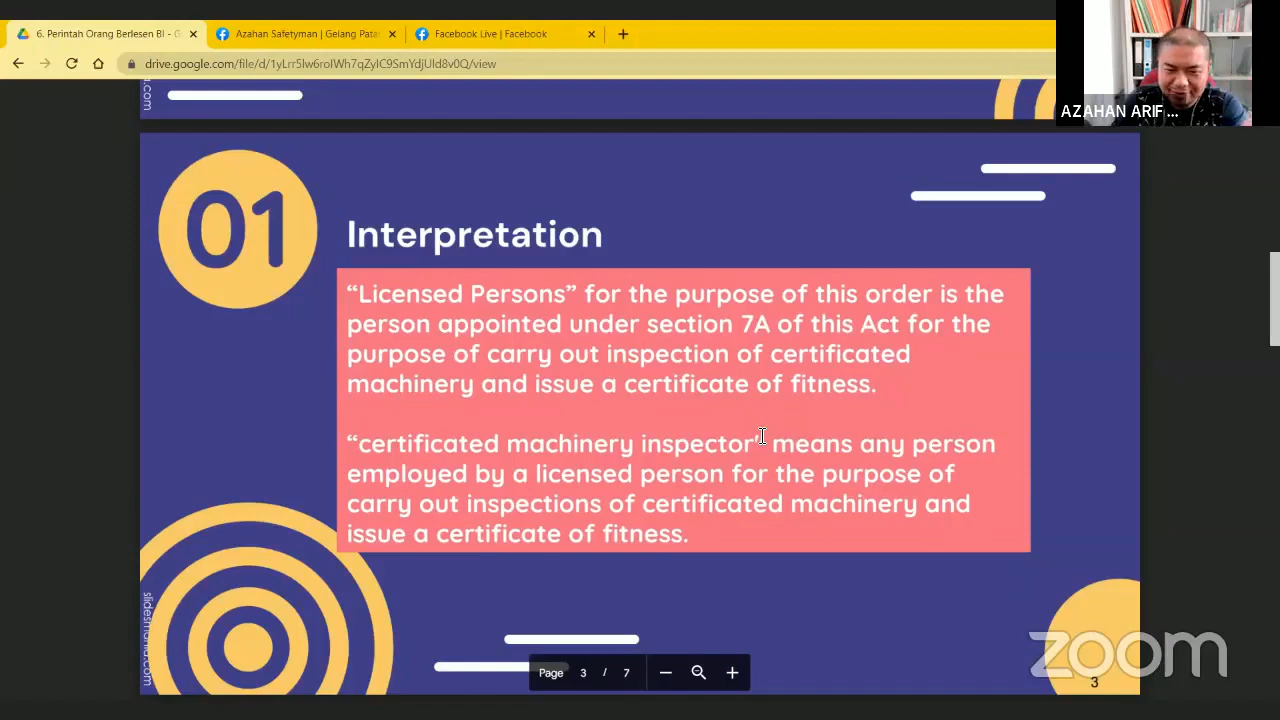 6. Perintah Orang Berlesen BI - G
Azahan Safetyman | Gelang Pata
Facebook Live | Facebook
drive.google.com/file/d/1yLrr5lw6roIWh7qZyIC9SmYdjUld8v0Q/view
AZAHAN ARIF ...
.com
01
Interpretation
“Licensed Persons” for the purpose of this order is the
person appointed under section 7A of this Act for the
purpose of carry out inspection of certificated
machinery and issue a certificate of fitness.
“certificated machinery inspector” means any person
employed by a licensed person for the purpose of
carry out inspections of certificated machinery and
issue a certificate of fitness.
slidesmania.com
Page 3 / 7
zoom
3